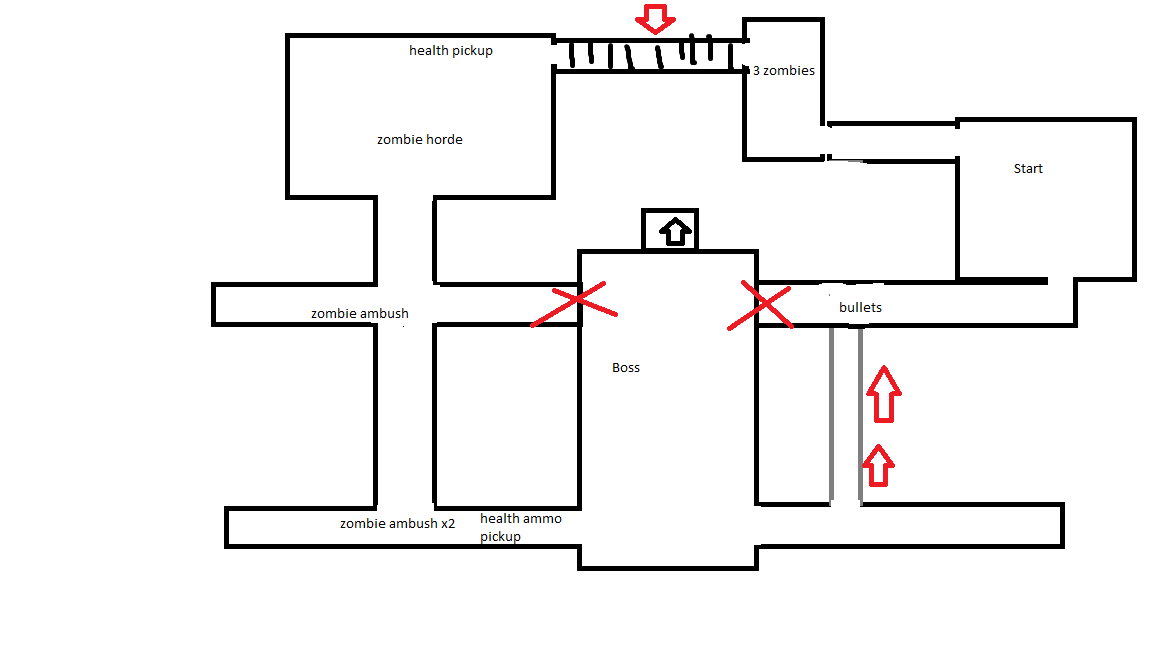 health pickup
3 zombies
zombie horde
Start
zombie ambush
bullets
Boss
zombie ambush x2
health ammo
pickup